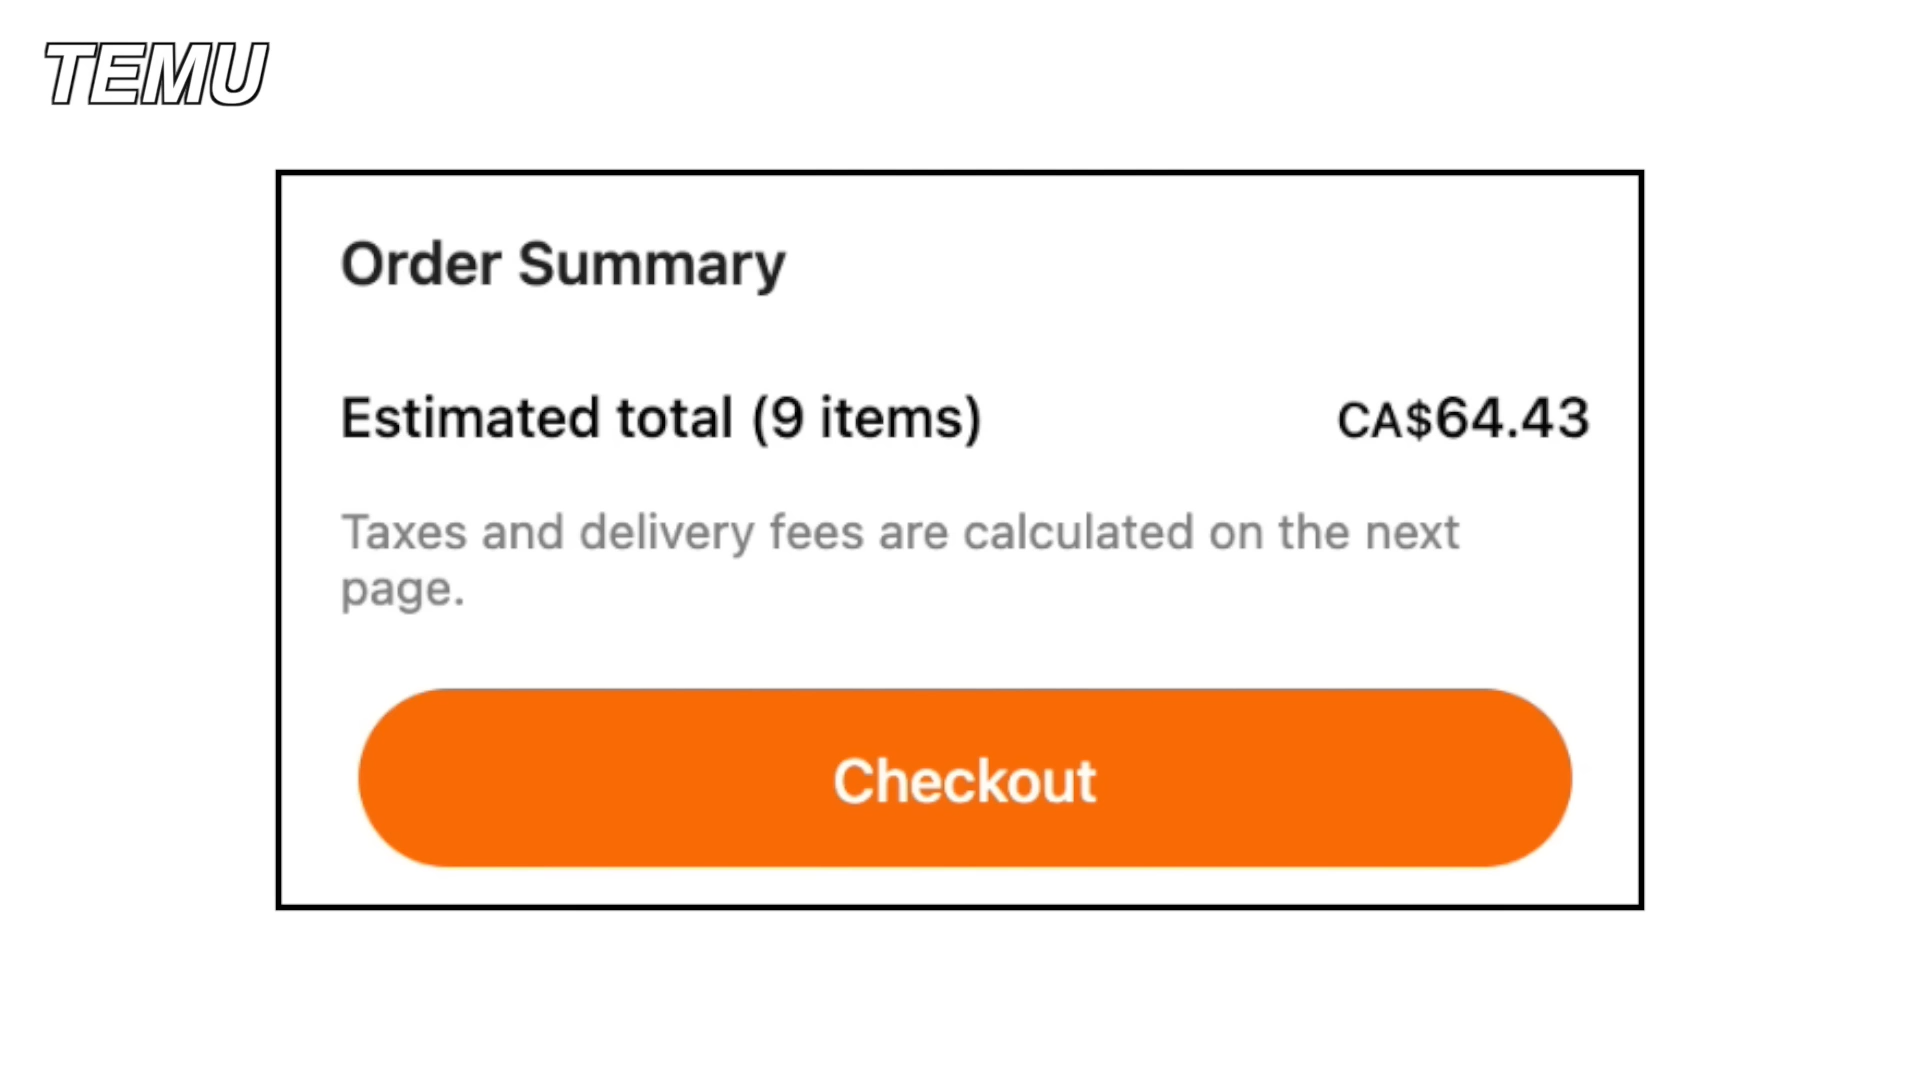 TEMU
Order Summary
Estimated total (9 items) CA$64.43
Taxes and delivery fees are calculated on the next
page.
Checkout